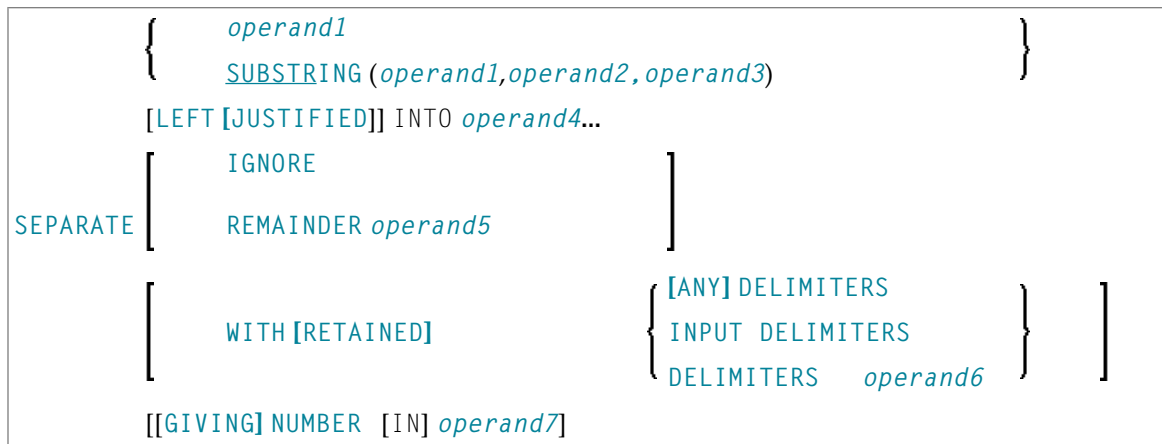 operand1
SUBSTRING (operand1,operand2,operand3)
[LEFT [JUSTIFIED]] INTO operand4...
IGNORE
SEPARATE REMAINDER operand5
[ANY] DELIMITERS
WITH [RETAINED] INPUT DELIMITERS
DELIMITERS operand6
[[GIVING] NUMBER [IN] operand7]